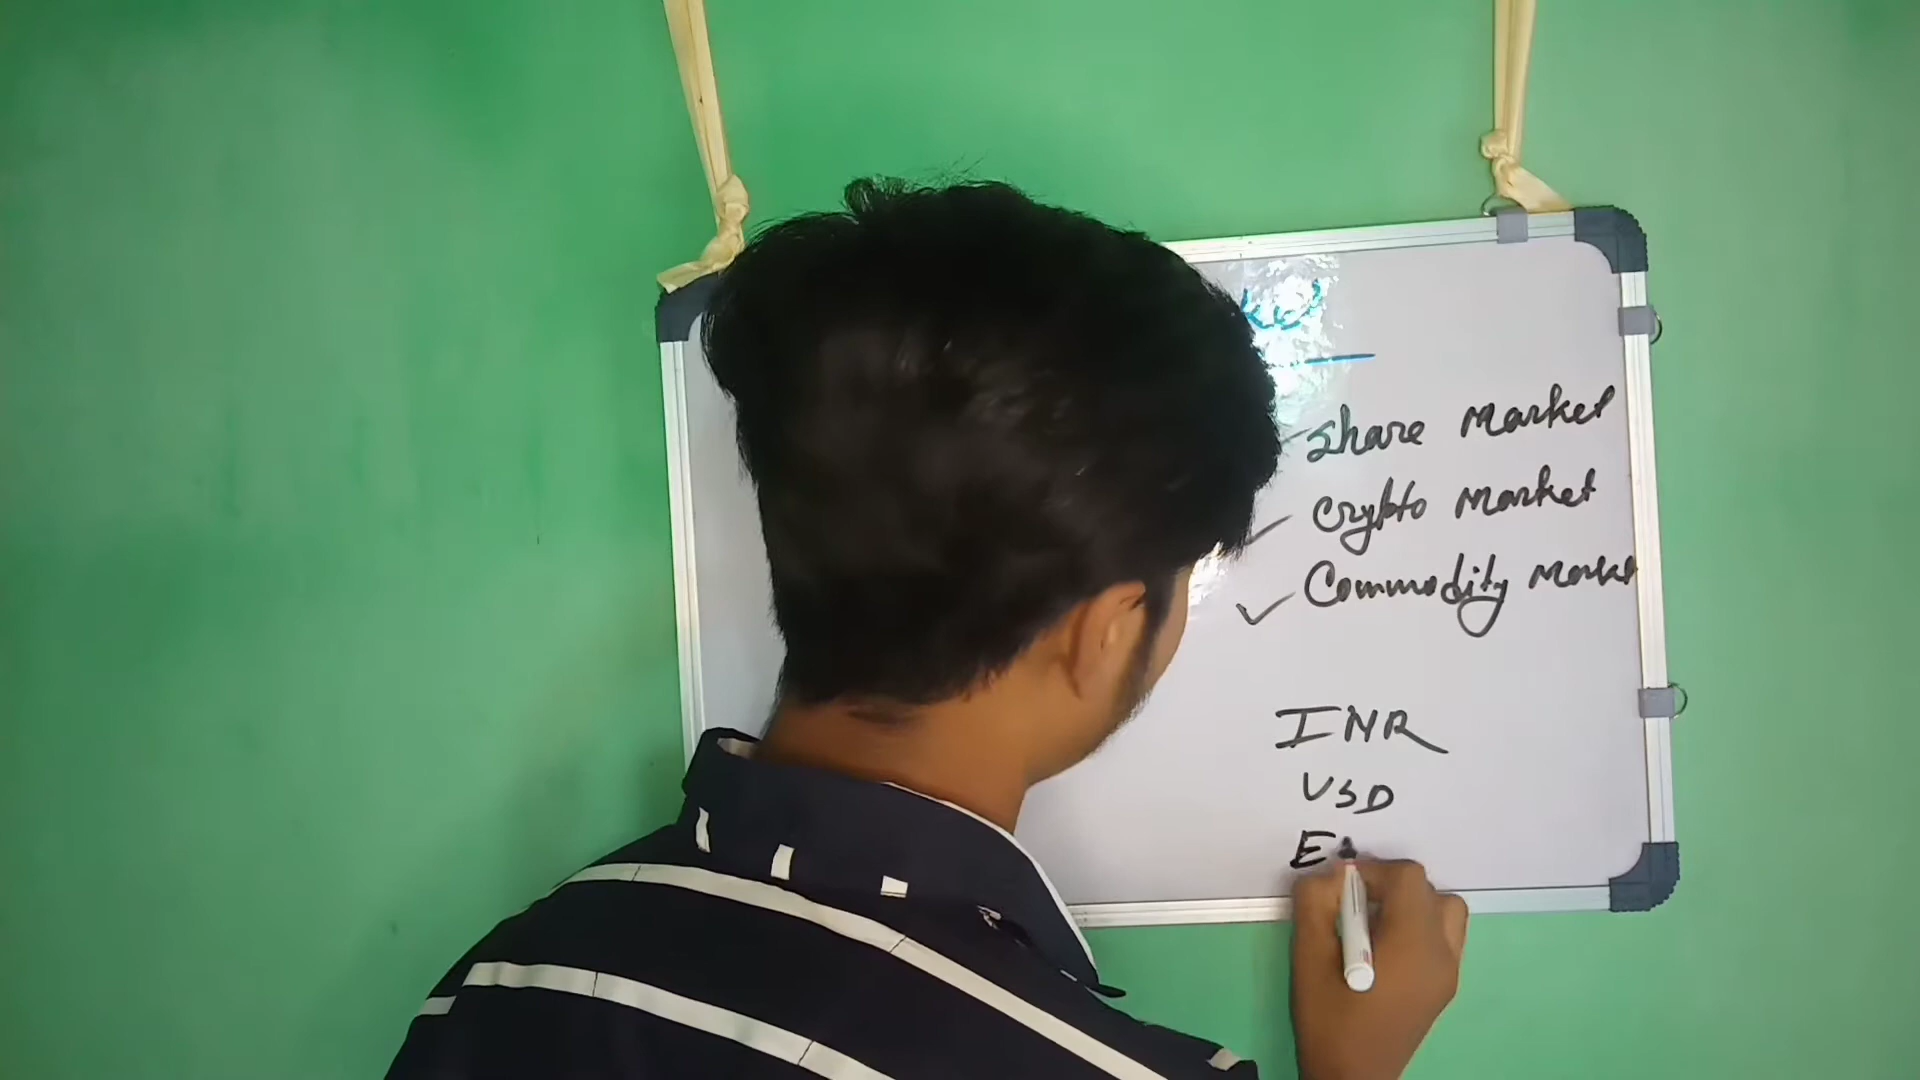 Share Market
Crypto Market
Commodity Market
INR
USD
E